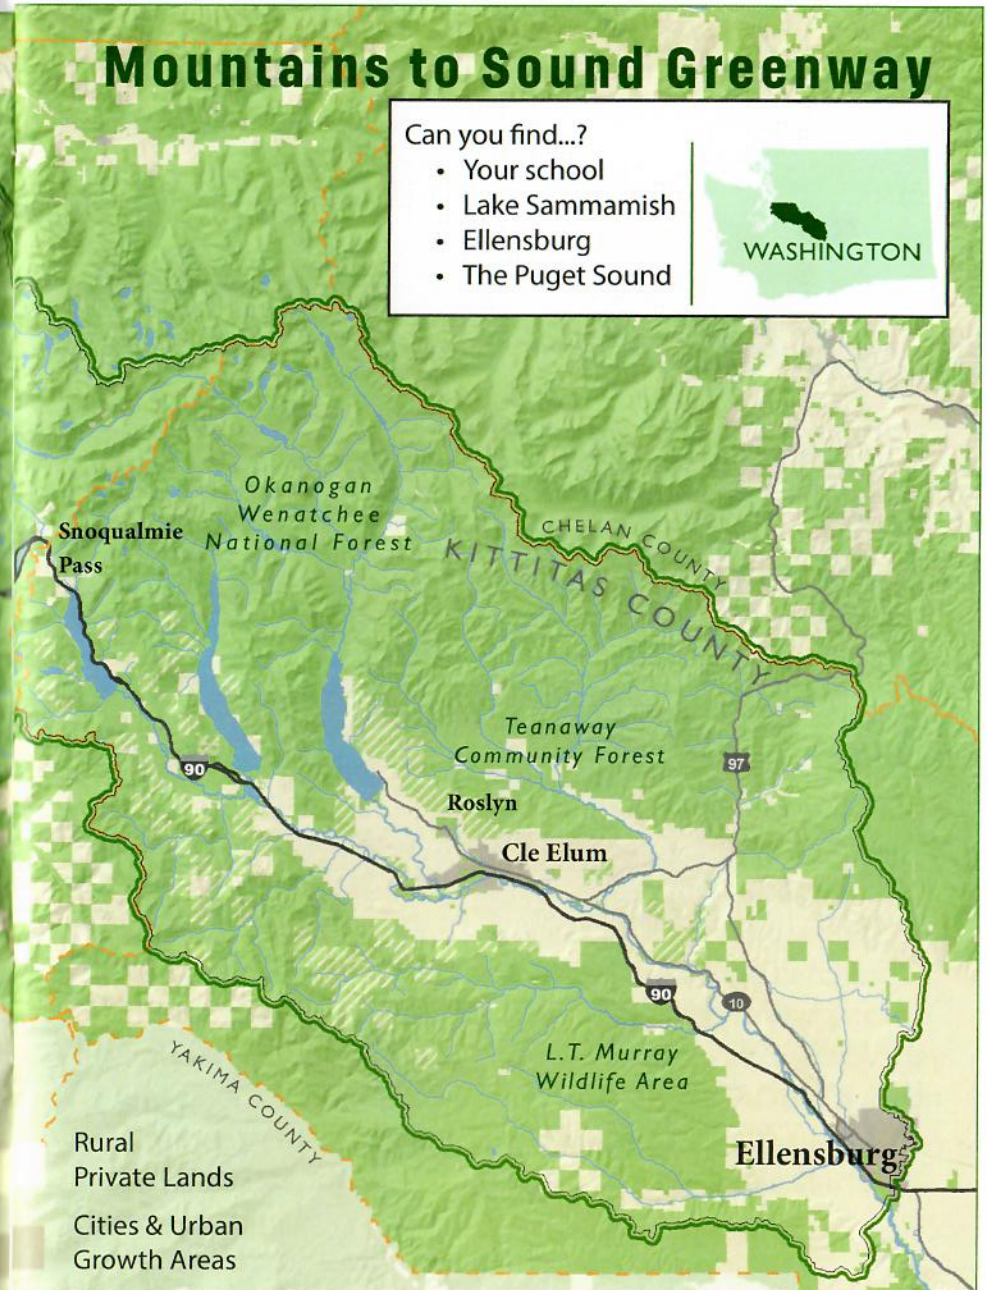 Mountains to Sound Greenway
Can you find...?
• Your school
• Lake Sammamish
• Ellensburg
• The Puget Sound
WASHINGTON
Okanogan
Wenatchee
National Forest
Snoqualmie
Pass
CHELAN COUNTY
KITTITAS COUNTY
Teanaway
Community Forest
97
90
Roslyn
Cle Elum
90
10
L.T. Murray
Wildlife Area
YAKIMA COUNTY
Ellensburg
Rural
Private Lands
Cities & Urban
Growth Areas